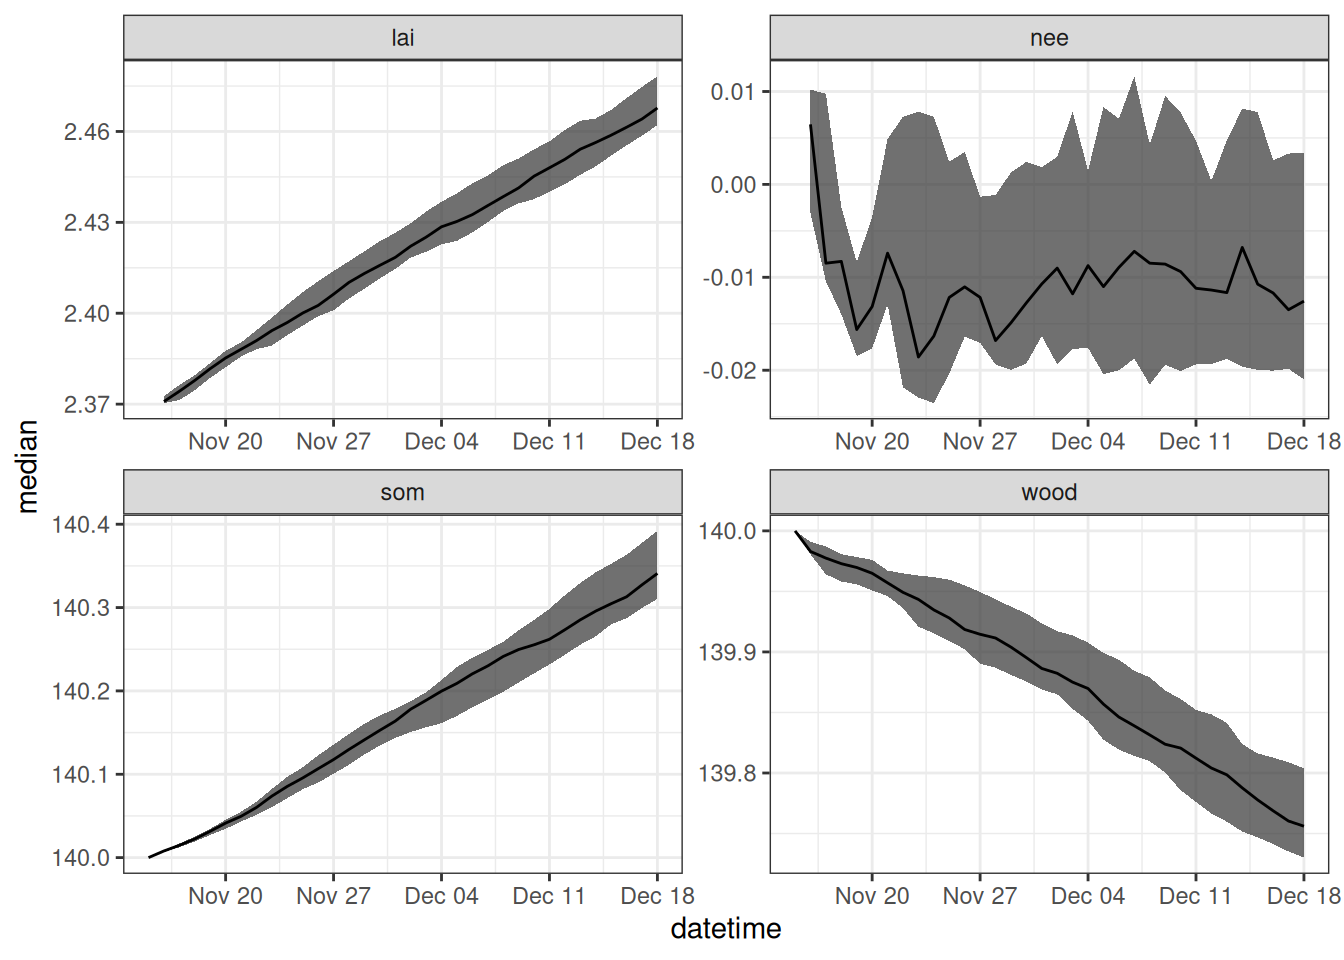 lai
nee
2.46
2.43
2.40
2.37
0.01
0.00
-0.01
-0.02
Nov 20 Nov 27 Dec 04 Dec 11 Dec 18
Nov 20 Nov 27 Dec 04 Dec 11 Dec 18
median
som
wood
140.4
140.3
140.2
140.1
140.0
140.0
139.9
139.8
Nov 20 Nov 27 Dec 04 Dec 11 Dec 18
Nov 20 Nov 27 Dec 04 Dec 11 Dec 18
datetime